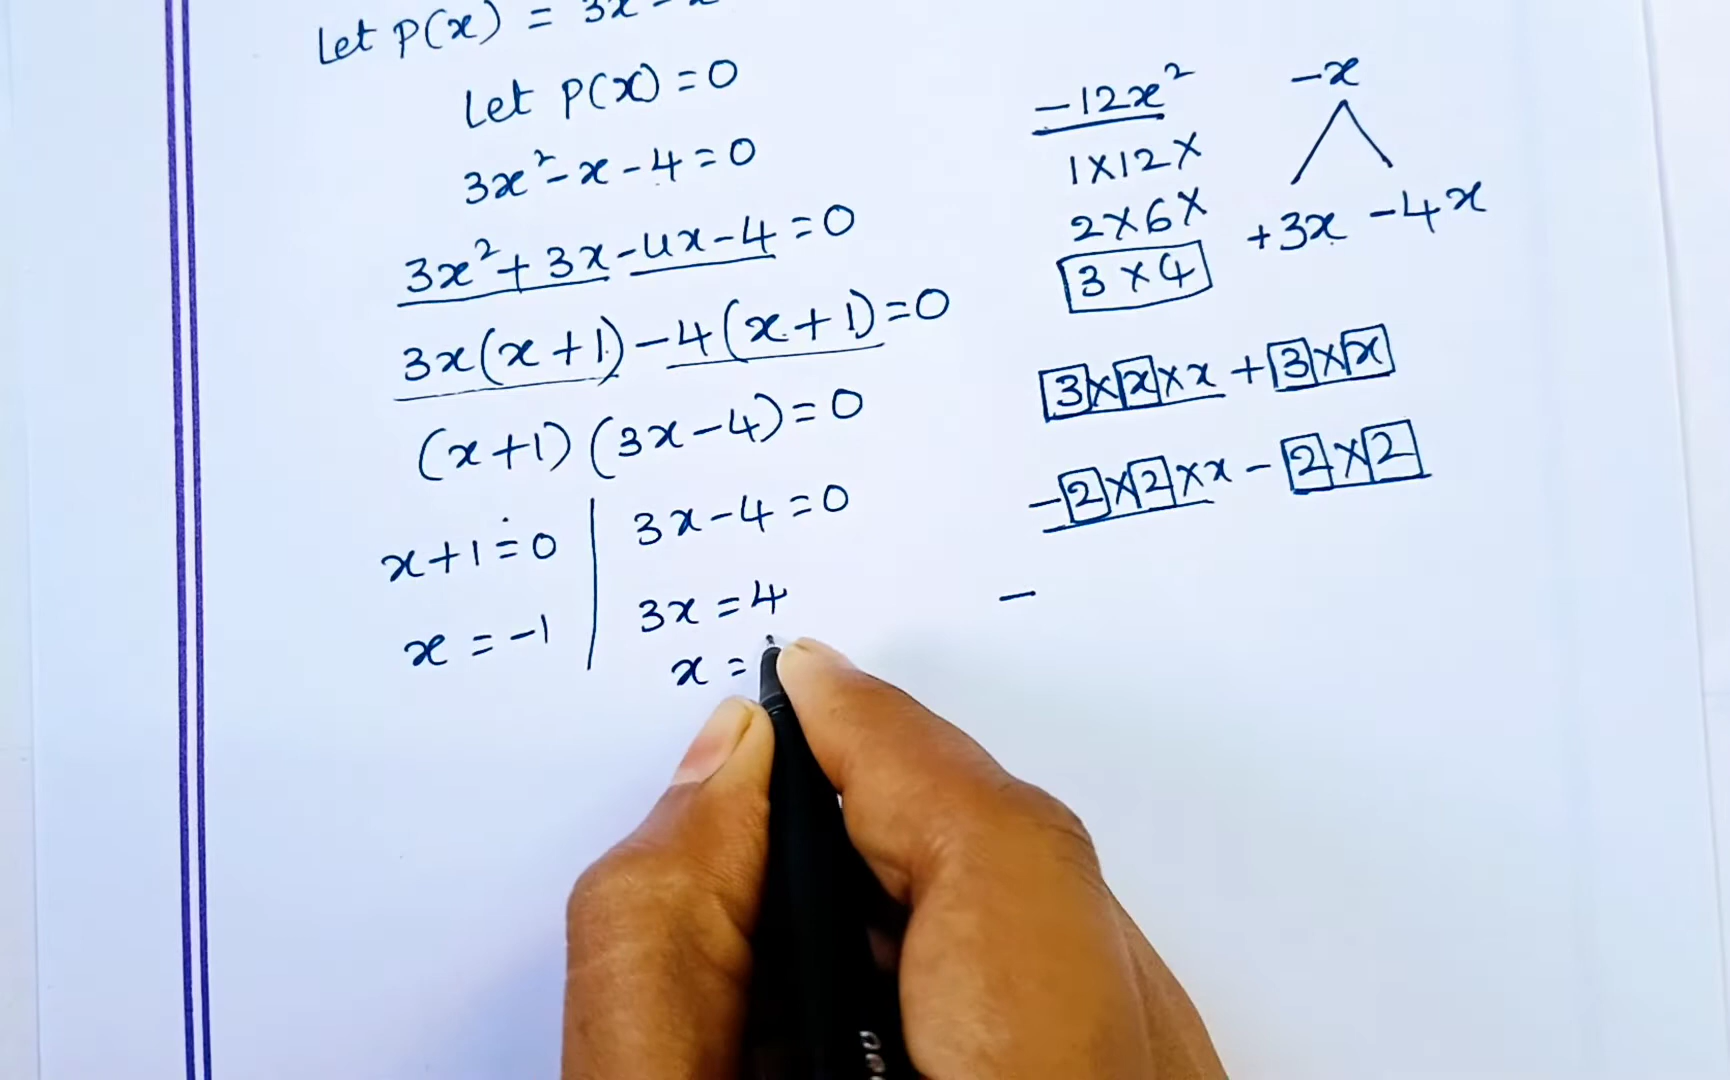 Let P(x) = 3x
Let P(x) = 0
3x² - x - 4 = 0
3x² + 3x - 4x - 4 = 0
3x(x + 1) - 4(x + 1) = 0
(x + 1) (3x - 4) = 0
x + 1 = 0
x = -1
3x - 4 = 0
3x = 4
x =
-12x²
1 × 12 ×
2 × 6 ×
3 × 4
-x
+3x -4x
3 × x × x + 3 × x
-2 × 2 × x - 2 × 2
-